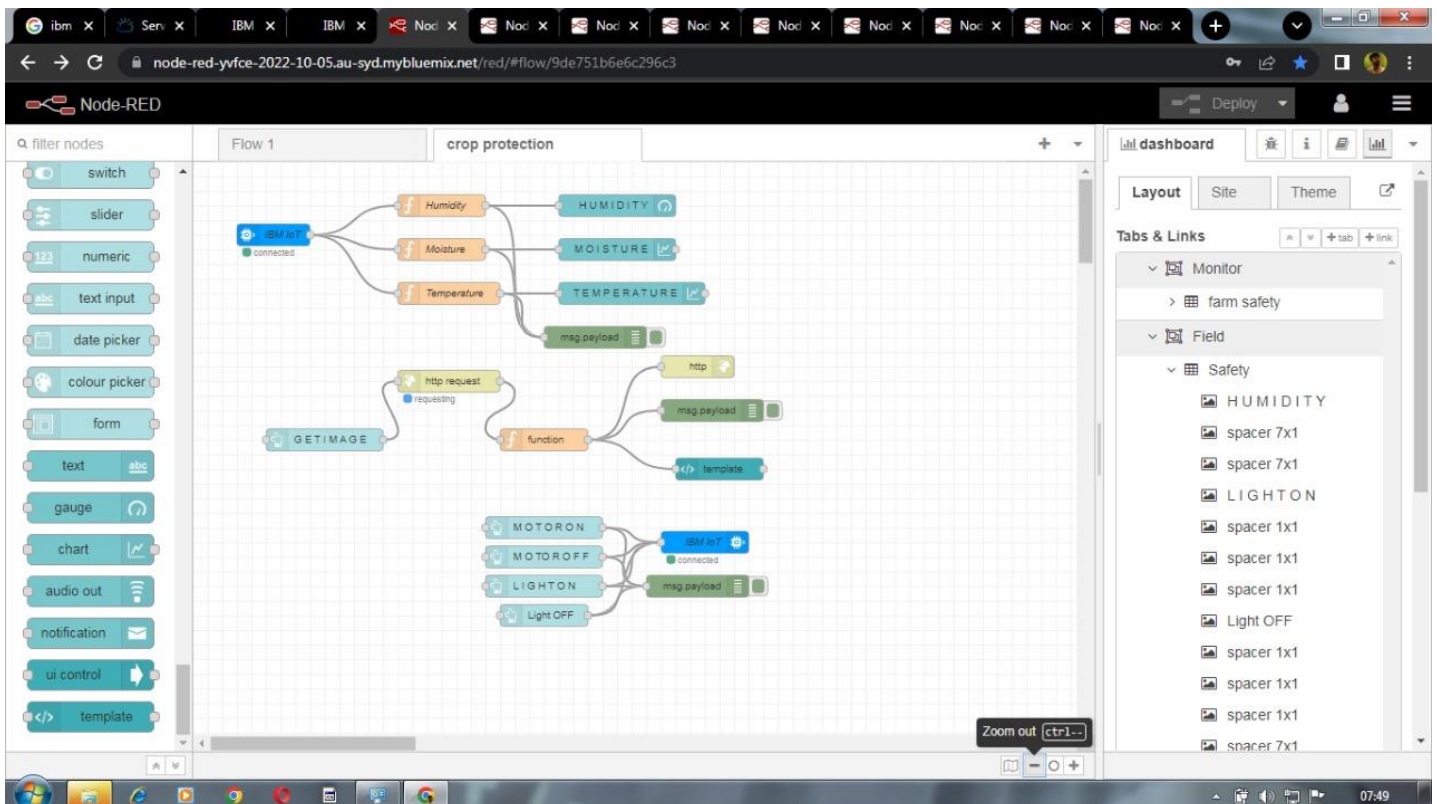 ibm
Serv
IBM
IBM
Nod
Nod
Nod
Nod
Nod
Nod
Nod
Nod
Nod
node-red-yvfce-2022-10-05.au-syd.mybluemix.net/red/#flow/9de751b6e6c296c3
Node-RED
Deploy
filter nodes
Flow 1
crop protection
dashboard
i
switch
slider
123 numeric
abc text input
date picker
colour picker
form
text abc
gauge
chart
audio out
notification
ui control
</> template
IBM IoT
connected
f Humidity
HUMIDITY
f Moisture
MOISTURE
f Temperature
TEMPERATURE
msg.payload
http request
requesting
http
GETIMAGE
f function
msg.payload
</> template
MOTORON
MOTOROFF
LIGHTON
Light OFF
IBM IoT
connected
msg.payload
Layout
Site
Theme
Tabs & Links
+ tab
+ link
Monitor
farm safety
Field
Safety
HUMIDITY
spacer 7x1
spacer 7x1
LIGHTON
spacer 1x1
spacer 1x1
spacer 1x1
Light OFF
spacer 1x1
spacer 1x1
spacer 1x1
spacer 7x1
Zoom out ctrl--
07:49